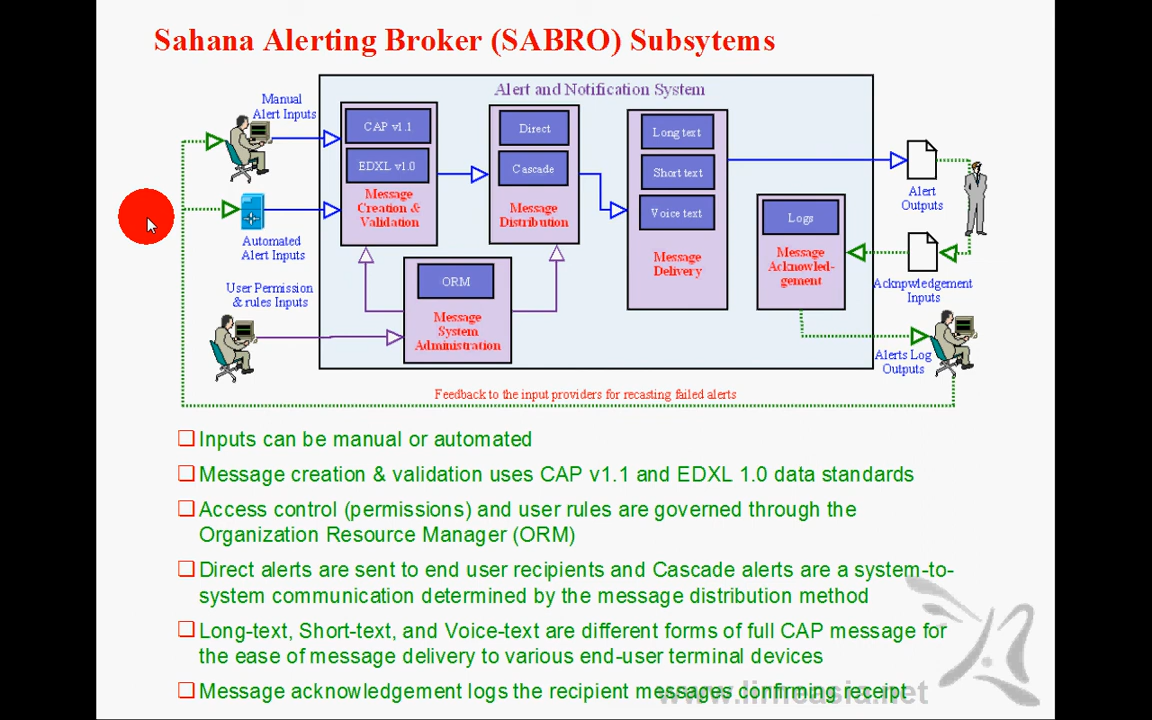 Sahana Alerting Broker (SABRO) Subsytems
Alert and Notification System
Manual
Alert Inputs
Automated
Alert Inputs
User Permission
& rules Inputs
CAP v1.1
EDXL v1.0
Message
Creation &
Validation
Direct
Cascade
Message
Distribution
ORM
Message
System
Administration
Long text
Short text
Voice text
Message
Delivery
Logs
Message
Acknowled-
gement
Alert
Outputs
Acknpwledgement
Inputs
Alerts Log
Outputs
Feedback to the input providers for recasting failed alerts
Inputs can be manual or automated
Message creation & validation uses CAP v1.1 and EDXL 1.0 data standards
Access control (permissions) and user rules are governed through the
Organization Resource Manager (ORM)
Direct alerts are sent to end user recipients and Cascade alerts are a system-to-
system communication determined by the message distribution method
Long-text, Short-text, and Voice-text are different forms of full CAP message for
the ease of message delivery to various end-user terminal devices
Message acknowledgement logs the recipient messages confirming receipt
www.lirneasia.net